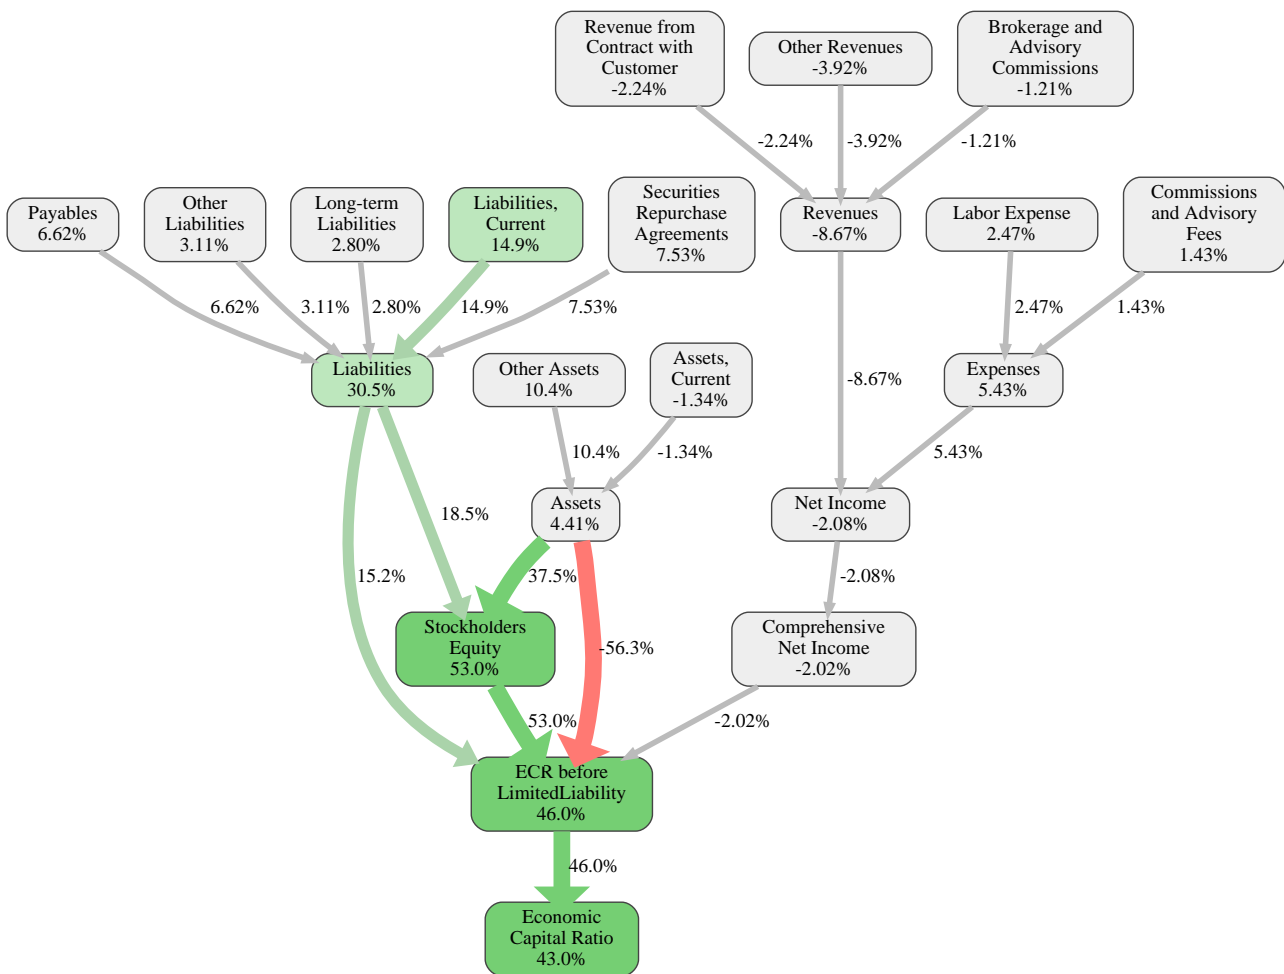 Revenue from
Contract with
Customer
-2.24%
Other Revenues
-3.92%
Brokerage and
Advisory
Commissions
-1.21%
-2.24%
-3.92%
-1.21%
Payables
6.62%
Other
Liabilities
3.11%
Long-term
Liabilities
2.80%
Liabilities,
Current
14.9%
Securities
Repurchase
Agreements
7.53%
Revenues
-8.67%
Labor Expense
2.47%
Commissions
and Advisory
Fees
1.43%
6.62%
3.11%
2.80%
14.9%
7.53%
2.47%
1.43%
Liabilities
30.5%
Other Assets
10.4%
Assets,
Current
-1.34%
-8.67%
Expenses
5.43%
10.4%
-1.34%
5.43%
18.5%
Assets
4.41%
Net Income
-2.08%
15.2%
37.5%
-2.08%
Stockholders
Equity
53.0%
-56.3%
Comprehensive
Net Income
-2.02%
53.0%
-2.02%
ECR before
LimitedLiability
46.0%
46.0%
Economic
Capital Ratio
43.0%